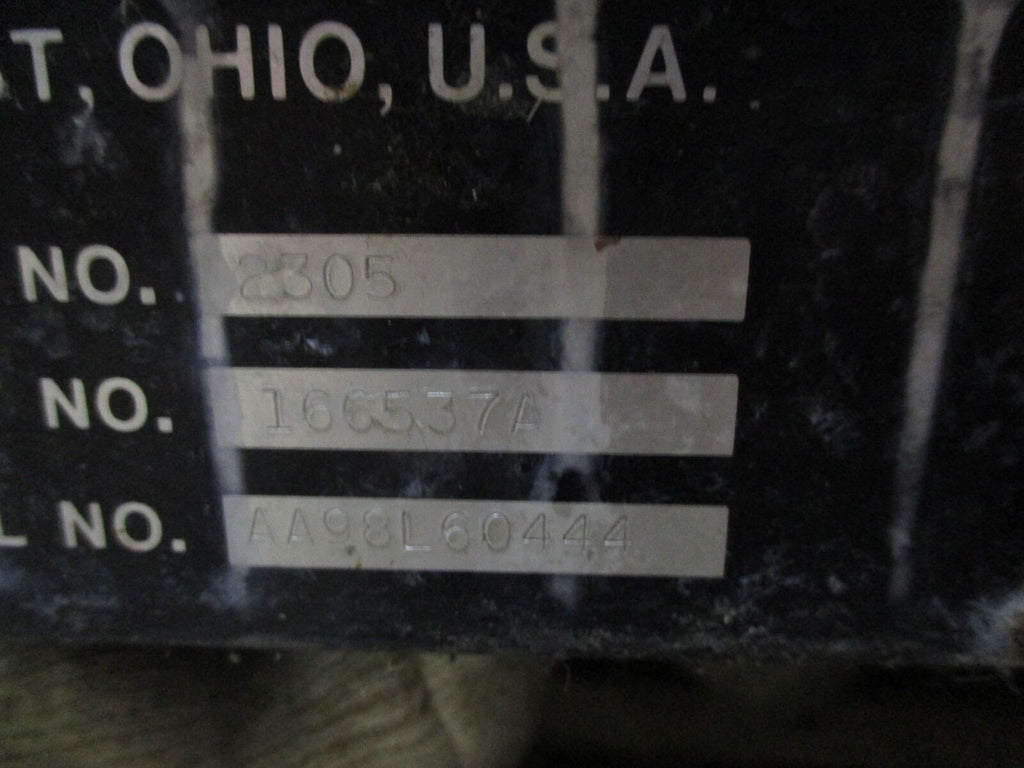 T, OHIO, U.S.A.
NO. 2305
NO. 166537A
L NO. AA98L60444